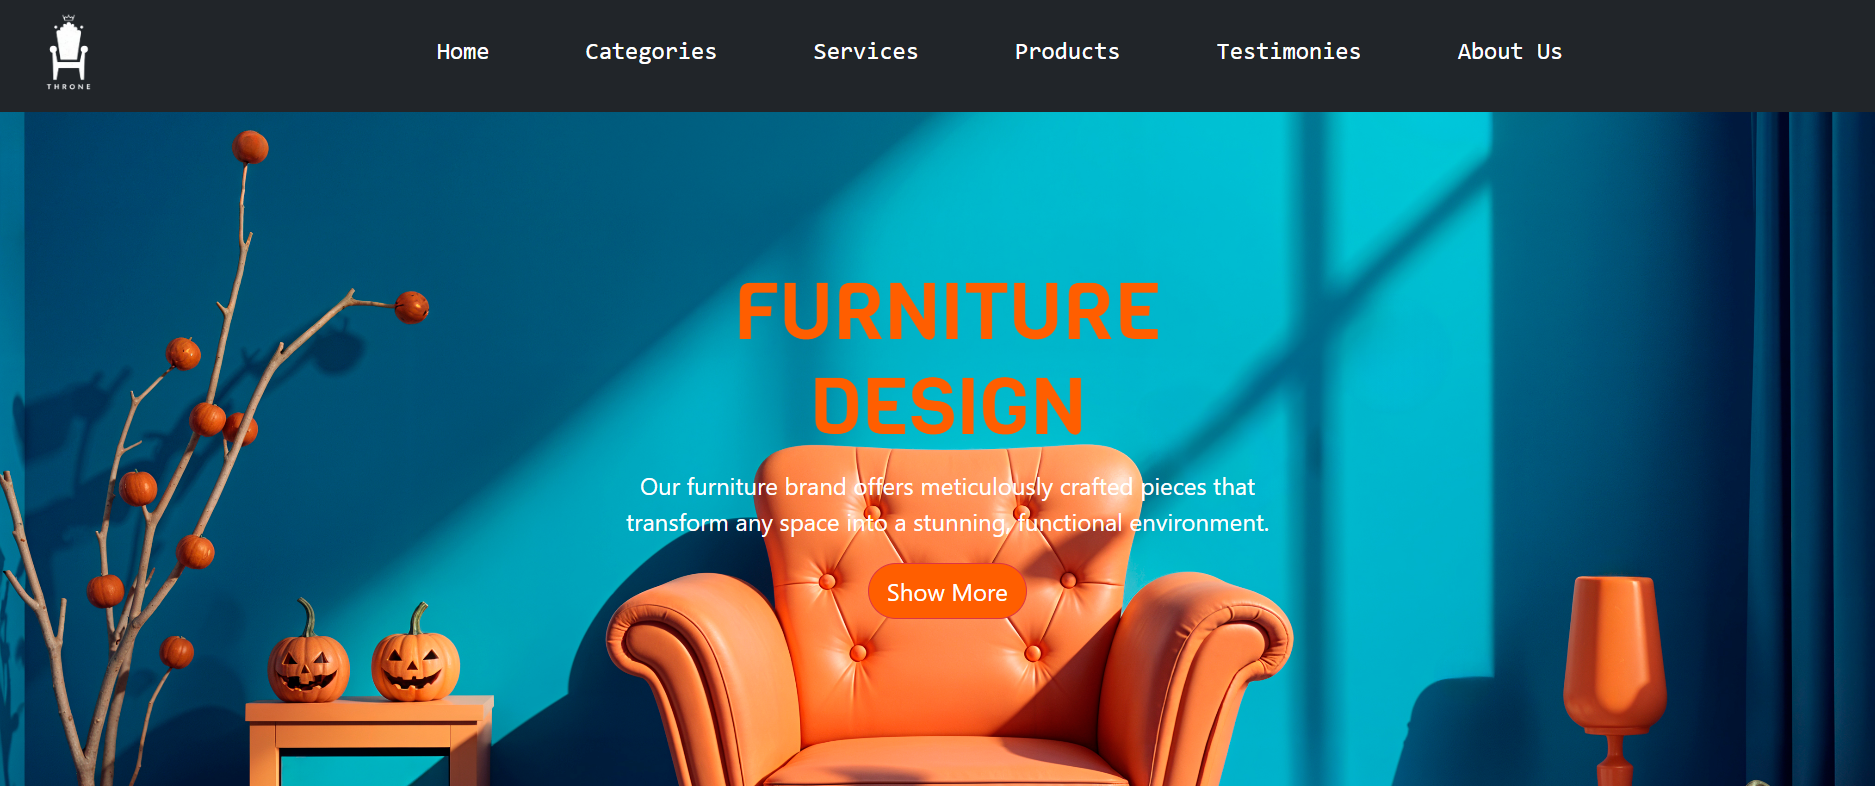 THRONE
Home Categories Services Products Testimonies About Us
FURNITURE
DESIGN
Our furniture brand offers meticulously crafted pieces that
transform any space into a stunning, functional environment.
Show More